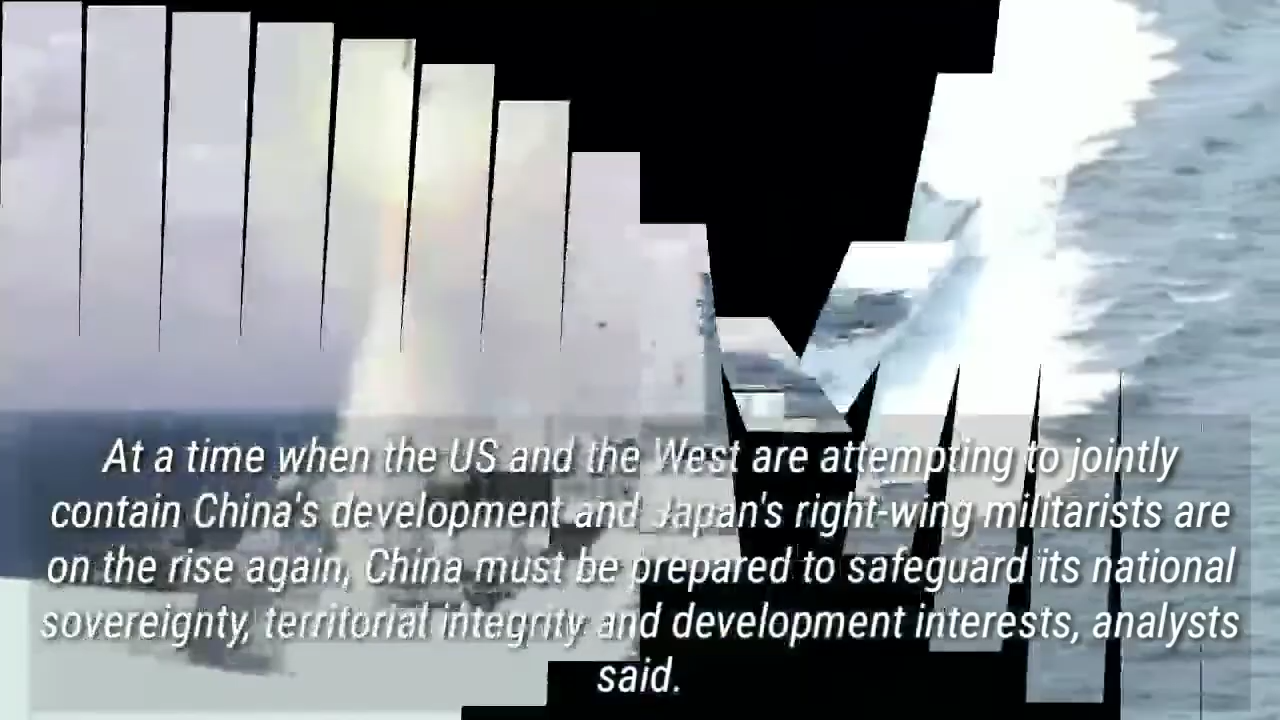 At a time when the US and the West are attempting to jointly
contain China's development and Japan's right-wing militarists are
on the rise again, China must be prepared to safeguard its national
sovereignty, territorial integrity and development interests, analysts
said.